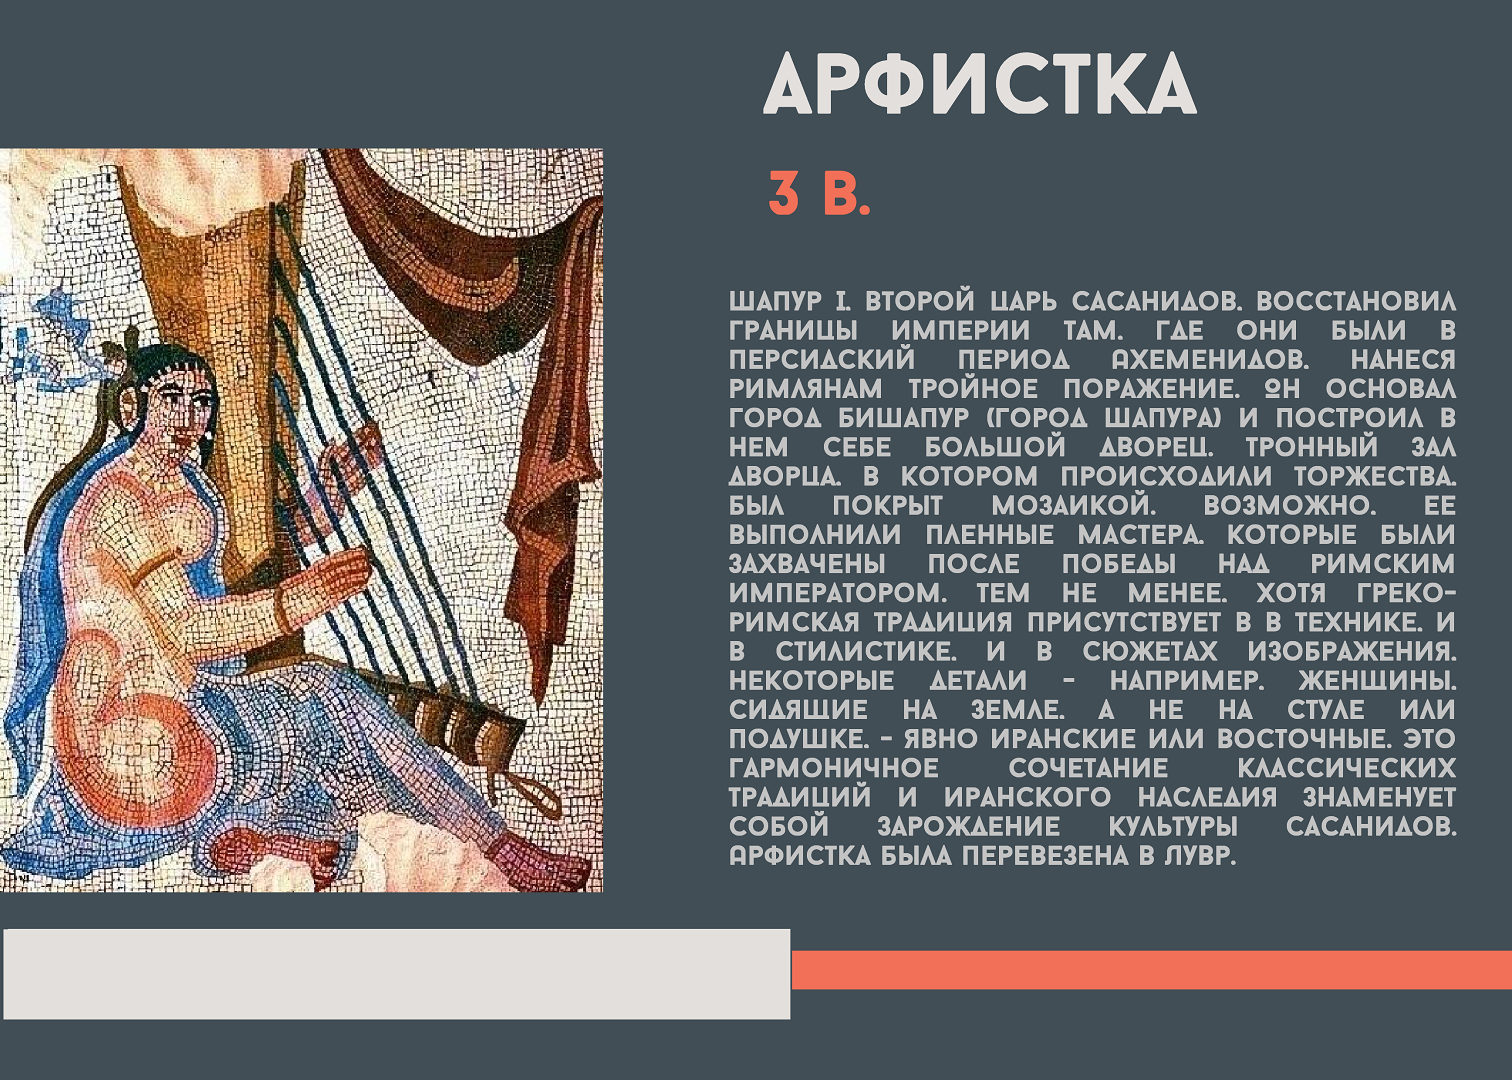 АРФИСТКА
3 В.
ШАПУР I. ВТОРОЙ ЦАРЬ САСАНИДОВ. ВОССТАНОВИЛ
ГРАНИЦЫ ИМПЕРИИ ТАМ. ГДЕ ОНИ БЫЛИ В
ПЕРСИДСКИЙ ПЕРИОД АХЕМЕНИДОВ. НАНЕСЯ
РИМЛЯНАМ ТРОЙНОЕ ПОРАЖЕНИЕ. ОН ОСНОВАЛ
ГОРОД БИШАПУР (ГОРОД ШАПУРА) И ПОСТРОИЛ В
НЕМ СЕБЕ БОЛЬШОЙ ДВОРЕЦ. ТРОННЫЙ ЗАЛ
ДВОРЦА. В КОТОРОМ ПРОИСХОДИЛИ ТОРЖЕСТВА.
БЫЛ ПОКРЫТ МОЗАИКОЙ. ВОЗМОЖНО. ЕЕ
ВЫПОЛНИЛИ ПЛЕННЫЕ МАСТЕРА. КОТОРЫЕ БЫЛИ
ЗАХВАЧЕНЫ ПОСЛЕ ПОБЕДЫ НАД РИМСКИМ
ИМПЕРАТОРОМ. ТЕМ НЕ МЕНЕЕ. ХОТЯ ГРЕКО-
РИМСКАЯ ТРАДИЦИЯ ПРИСУТСТВУЕТ В В ТЕХНИКЕ. И
В СТИЛИСТИКЕ. И В СЮЖЕТАХ ИЗОБРАЖЕНИЯ.
НЕКОТОРЫЕ ДЕТАЛИ - НАПРИМЕР. ЖЕНЩИНЫ.
СИДЯЩИЕ НА ЗЕМЛЕ. А НЕ НА СТУЛЕ ИЛИ
ПОДУШКЕ. - ЯВНО ИРАНСКИЕ ИЛИ ВОСТОЧНЫЕ. ЭТО
ГАРМОНИЧНОЕ СОЧЕТАНИЕ КЛАССИЧЕСКИХ
ТРАДИЦИЙ И ИРАНСКОГО НАСЛЕДИЯ ЗНАМЕНУЕТ
СОБОЙ ЗАРОЖДЕНИЕ КУЛЬТУРЫ САСАНИДОВ.
АРФИСТКА БЫЛА ПЕРЕВЕЗЕНА В ЛУВР.